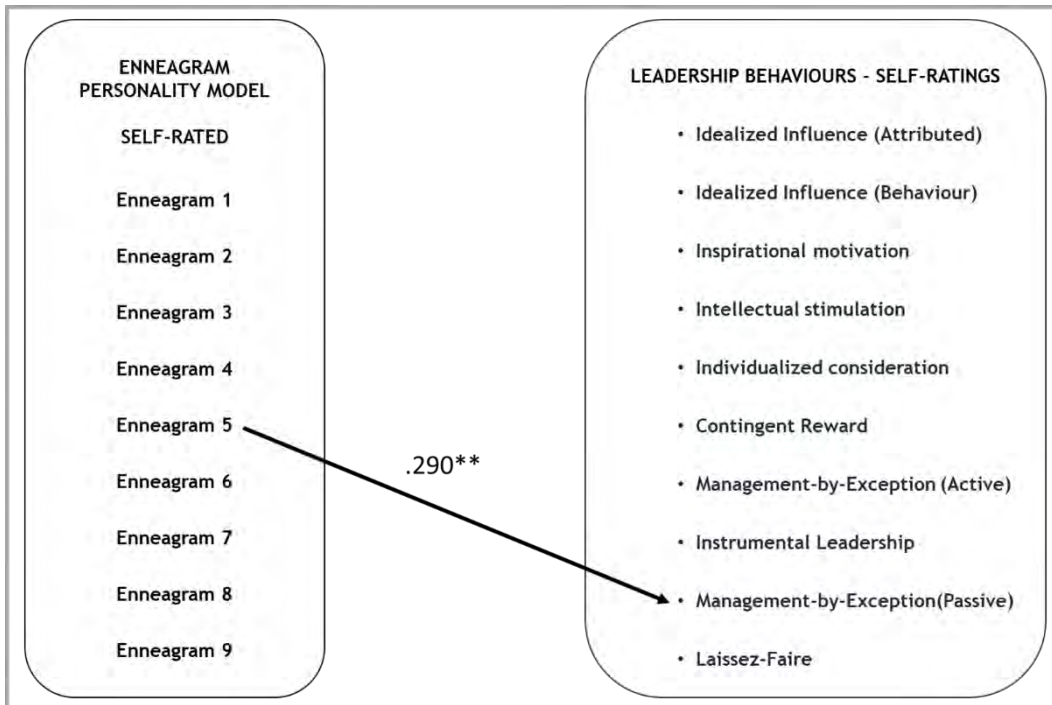 ENNEAGRAM
PERSONALITY MODEL
SELF-RATED
Enneagram 1
Enneagram 2
Enneagram 3
Enneagram 4
Enneagram 5
Enneagram 6
Enneagram 7
Enneagram 8
Enneagram 9
.290**
LEADERSHIP BEHAVIOURS - SELF-RATINGS
• Idealized Influence (Attributed)
• Idealized Influence (Behaviour)
• Inspirational motivation
• Intellectual stimulation
• Individualized consideration
• Contingent Reward
• Management-by-Exception (Active)
• Instrumental Leadership
• Management-by-Exception(Passive)
• Laissez-Faire